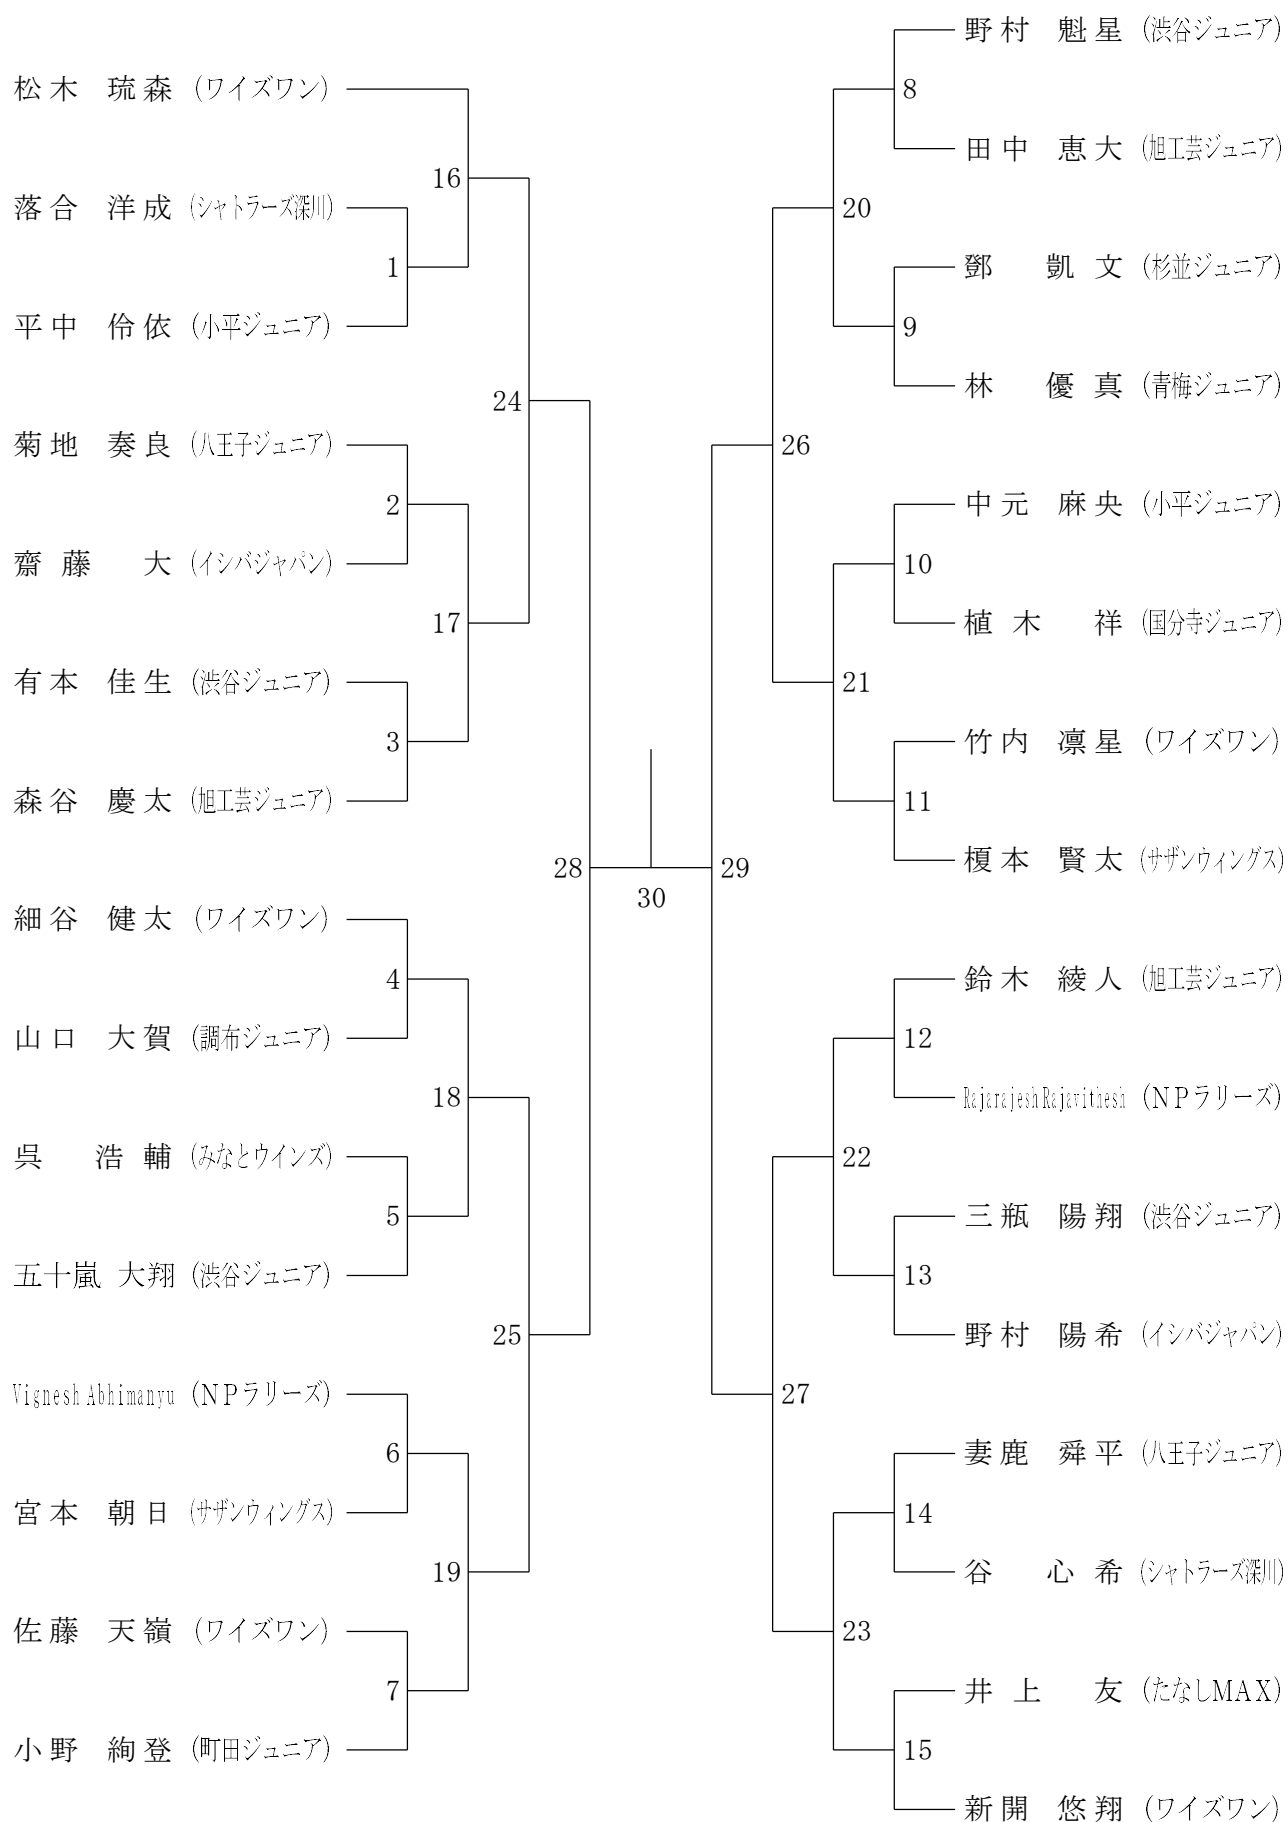 松木 琉森 (ワイズワン)
落合 洋成 (シャトラーズ深川)
平中 伶依 (小平ジュニア)
菊地 奏良 (八王子ジュニア)
齋藤 大 (イシバジャパン)
有本 佳生 (渋谷ジュニア)
森谷 慶太 (旭工芸ジュニア)
細谷 健太 (ワイズワン)
山口 大賀 (調布ジュニア)
呉 浩輔 (みなとウインズ)
五十嵐 大翔 (渋谷ジュニア)
Vignesh Abhimanyu (NPラリーズ)
宮本 朝日 (サザンウィングス)
佐藤 天嶺 (ワイズワン)
小野 絢登 (町田ジュニア)
1
2
3
4
5
6
7
16
17
18
19
24
25
28
30
29
26
27
20
21
22
23
8
9
10
11
12
13
14
15
野村 魁星 (渋谷ジュニア)
田中 恵大 (旭工芸ジュニア)
鄧 凱文 (杉並ジュニア)
林 優真 (青梅ジュニア)
中元 麻央 (小平ジュニア)
植木 祥 (国分寺ジュニア)
竹内 凛星 (ワイズワン)
榎本 賢太 (サザンウィングス)
鈴木 綾人 (旭工芸ジュニア)
Rajarajesh Rajavithesh (NPラリーズ)
三瓶 陽翔 (渋谷ジュニア)
野村 陽希 (イシバジャパン)
妻鹿 舜平 (八王子ジュニア)
谷 心希 (シャトラーズ深川)
井上 友 (たなしMAX)
新開 悠翔 (ワイズワン)